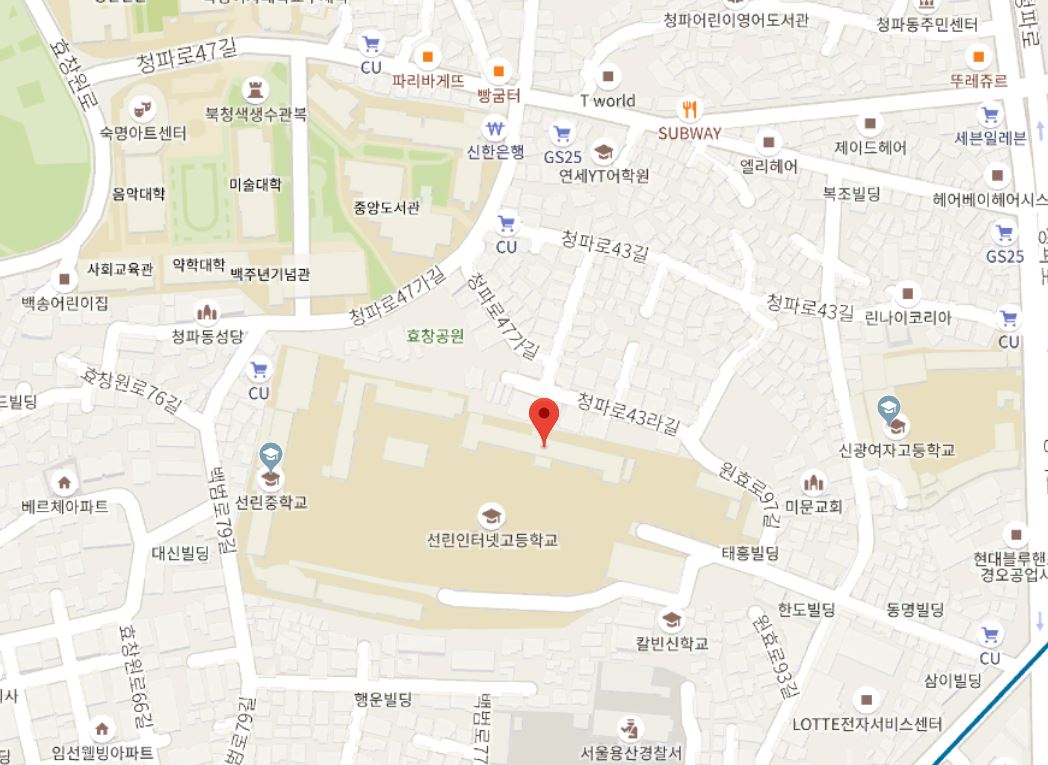 청파어린이영어도서관
청파동주민센터
청파로
효창원로
청파로47길
CU
파리바게뜨
빵굼터
T world
SUBWAY
뚜레쥬르
숙명아트센터
북청색생수관복
신한은행
GS25
연세YT어학원
엘리헤어
제이드헤어
세븐일레븐
음악대학
미술대학
중앙도서관
복조빌딩
헤어베이헤어시스
CU
청파로43길
GS25
사회교육관
약학대학
백주년기념관
백송어린이집
청파로47가길
청파로47가길
청파로43길
린나이코리아
CU
청파동성당
효창공원
효창원로76길
드빌딩
CU
청파로43라길
신광여자고등학교
원효로97길
베르체아파트
선린중학교
백범로79길
선린인터넷고등학교
미문교회
대신빌딩
태흥빌딩
현대블루핸
경오공업사
한도빌딩
동명빌딩
효창원로66길
칼빈신학교
원효로93길
CU
삼이빌딩
행운빌딩
백범로77
LOTTE전자서비스센터
임선웰빙아파트
서울용산경찰서